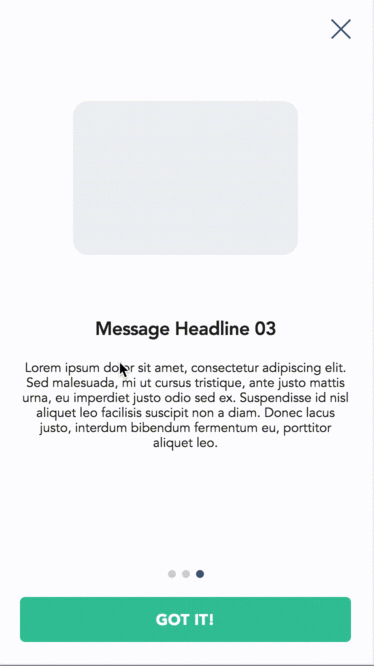 Message Headline 03
Lorem ipsum dolor sit amet, consectetur adipiscing elit.
Sed malesuada, mi ut cursus tristique, ante justo mattis
urna, eu imperdiet justo odio sed ex. Suspendisse id nisl
aliquet leo facilisis suscipit non a diam. Donec lacus
justo, interdum bibendum fermentum eu, porttitor
aliquet leo.
GOT IT!